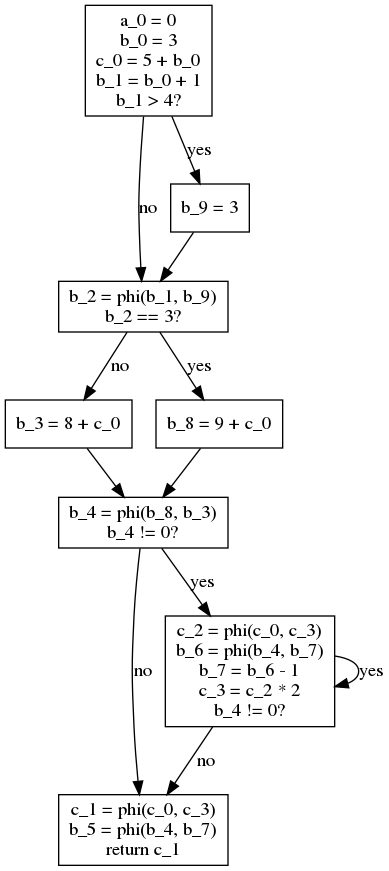 a_0 = 0
b_0 = 3
c_0 = 5 + b_0
b_1 = b_0 + 1
b_1 > 4?
yes
no
b_9 = 3
b_2 = phi(b_1, b_9)
b_2 == 3?
no
yes
b_3 = 8 + c_0
b_8 = 9 + c_0
b_4 = phi(b_8, b_3)
b_4 != 0?
yes
c_2 = phi(c_0, c_3)
b_6 = phi(b_4, b_7)
b_7 = b_6 - 1
c_3 = c_2 * 2
b_4 != 0?
yes
no
no
c_1 = phi(c_0, c_3)
b_5 = phi(b_4, b_7)
return c_1